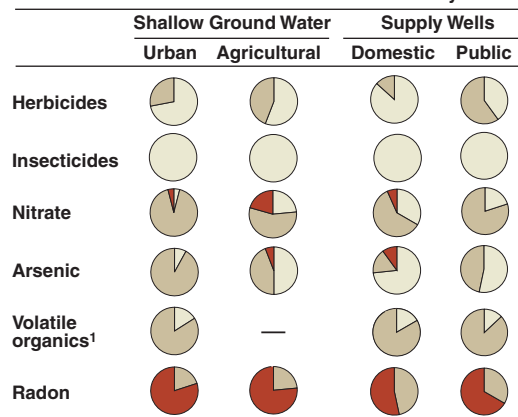 Shallow Ground Water Supply Wells
Urban Agricultural Domestic Public
Herbicides
Insecticides
Nitrate
Arsenic
Volatile
organics¹ —
Radon